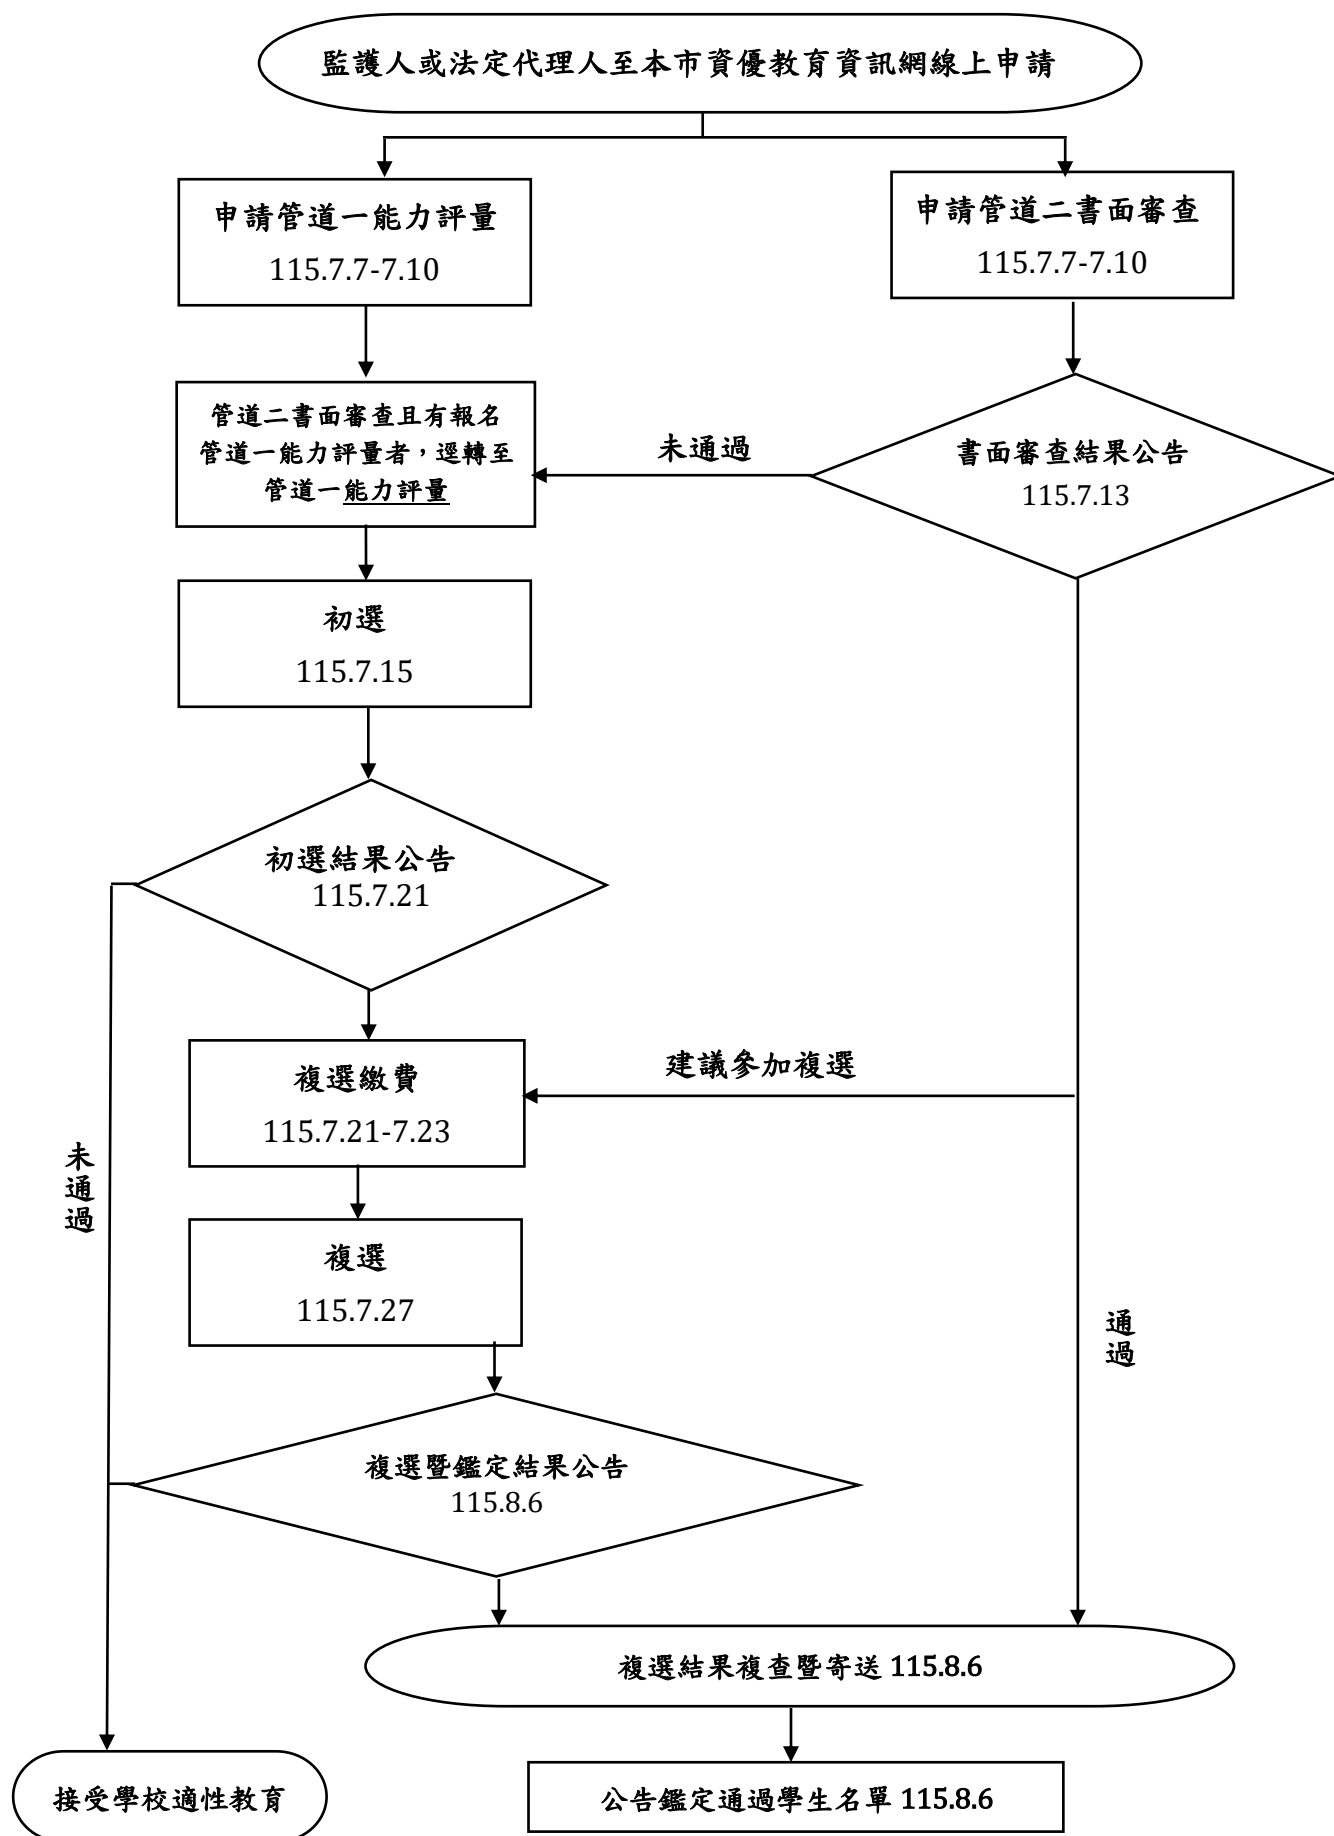 監護人或法定代理人至本市資優教育資訊網線上申請
申請管道一能力評量
115.7.7-7.10
申請管道二書面審查
115.7.7-7.10
管道二書面審查且有報名
管道一能力評量者，逕轉至
管道一能力評量
未通過
書面審查結果公告
115.7.13
初選
115.7.15
初選結果公告
115.7.21
複選繳費
115.7.21-7.23
建議參加複選
未通過
複選
115.7.27
通過
複選暨鑑定結果公告
115.8.6
複選結果複查暨寄送 115.8.6
接受學校適性教育
公告鑑定通過學生名單 115.8.6